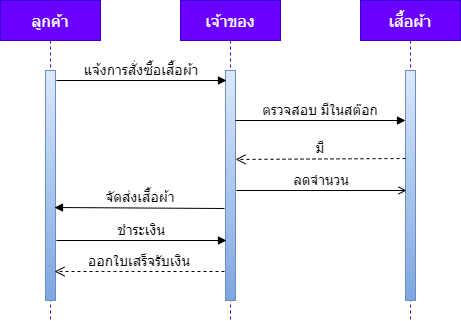 ลูกค้า
เจ้าของ
เสื้อผ้า
แจ้งการสั่งซื้อเสื้อผ้า
ตรวจสอบ มีในสต๊อก
มี
ลดจำนวน
จัดส่งเสื้อผ้า
ชำระเงิน
ออกใบเสร็จรับเงิน